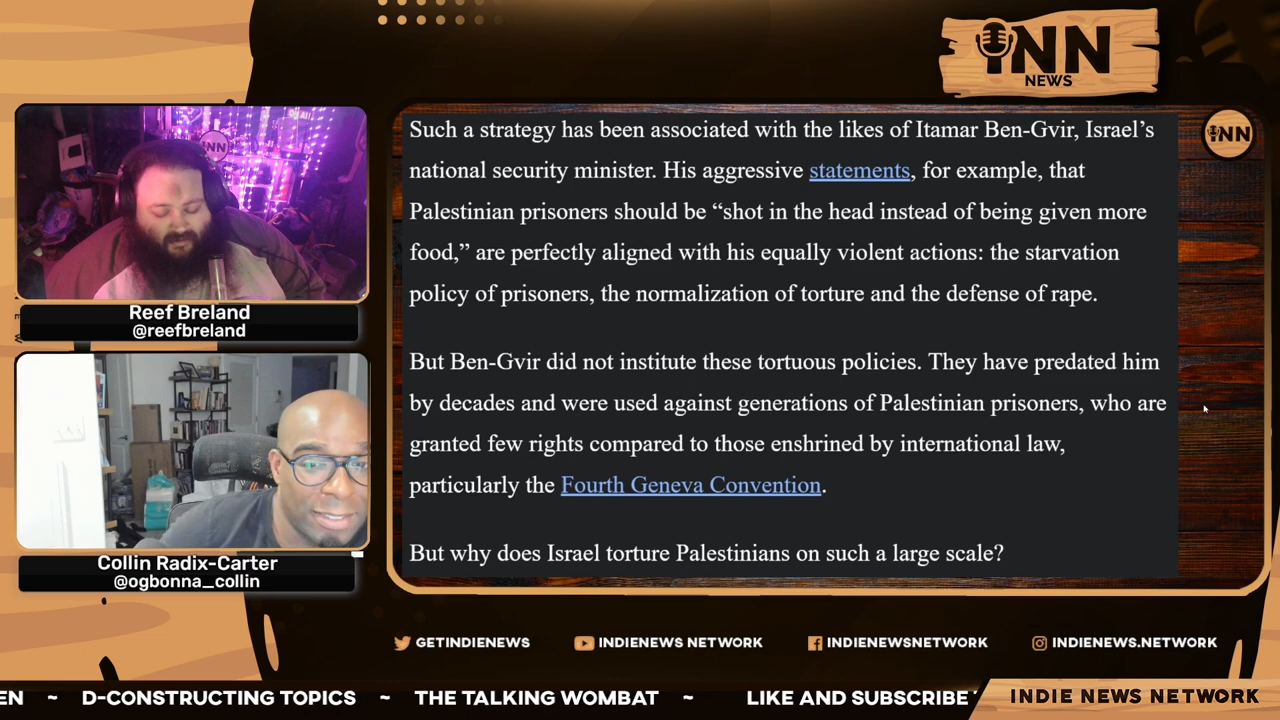 INN
NEWS
INN
Such a strategy has been associated with the likes of Itamar Ben-Gvir, Israel’s
national security minister. His aggressive statements, for example, that
Palestinian prisoners should be “shot in the head instead of being given more
food,” are perfectly aligned with his equally violent actions: the starvation
policy of prisoners, the normalization of torture and the defense of rape.
But Ben-Gvir did not institute these tortuous policies. They have predated him
by decades and were used against generations of Palestinian prisoners, who are
granted few rights compared to those enshrined by international law,
particularly the Fourth Geneva Convention.
But why does Israel torture Palestinians on such a large scale?
INN
Reef Breland
@reefbreland
Collin Radix-Carter
@ogbonna_collin
GETINDIENEWS
INDIENEWS NETWORK
INDIENEWSNETWORK
INDIENEWS.NETWORK
EN ~ D-CONSTRUCTING TOPICS ~ THE TALKING WOMBAT ~ LIKE AND SUBSCRIBE
INDIE NEWS NETWORK